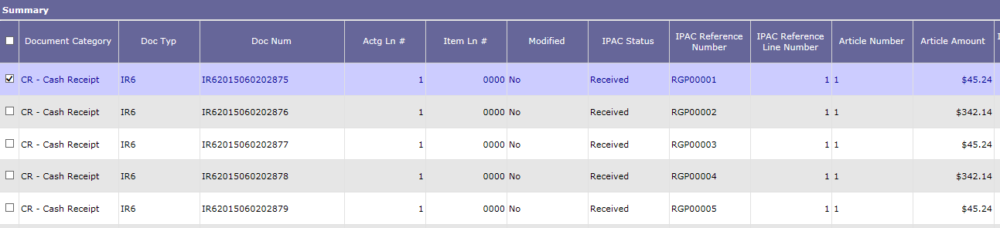 Summary
Document Category Doc Typ Doc Num Actg Ln # Item Ln # Modified IPAC Status IPAC Reference Number IPAC Reference Line Number Article Number Article Amount
CR - Cash Receipt IR6 IR62015060202875 1 0000 No Received RGP00001 1 1 $45.24
CR - Cash Receipt IR6 IR62015060202876 1 0000 No Received RGP00002 1 1 $342.14
CR - Cash Receipt IR6 IR62015060202877 1 0000 No Received RGP00003 1 1 $45.24
CR - Cash Receipt IR6 IR62015060202878 1 0000 No Received RGP00004 1 1 $342.14
CR - Cash Receipt IR6 IR62015060202879 1 0000 No Received RGP00005 1 1 $45.24